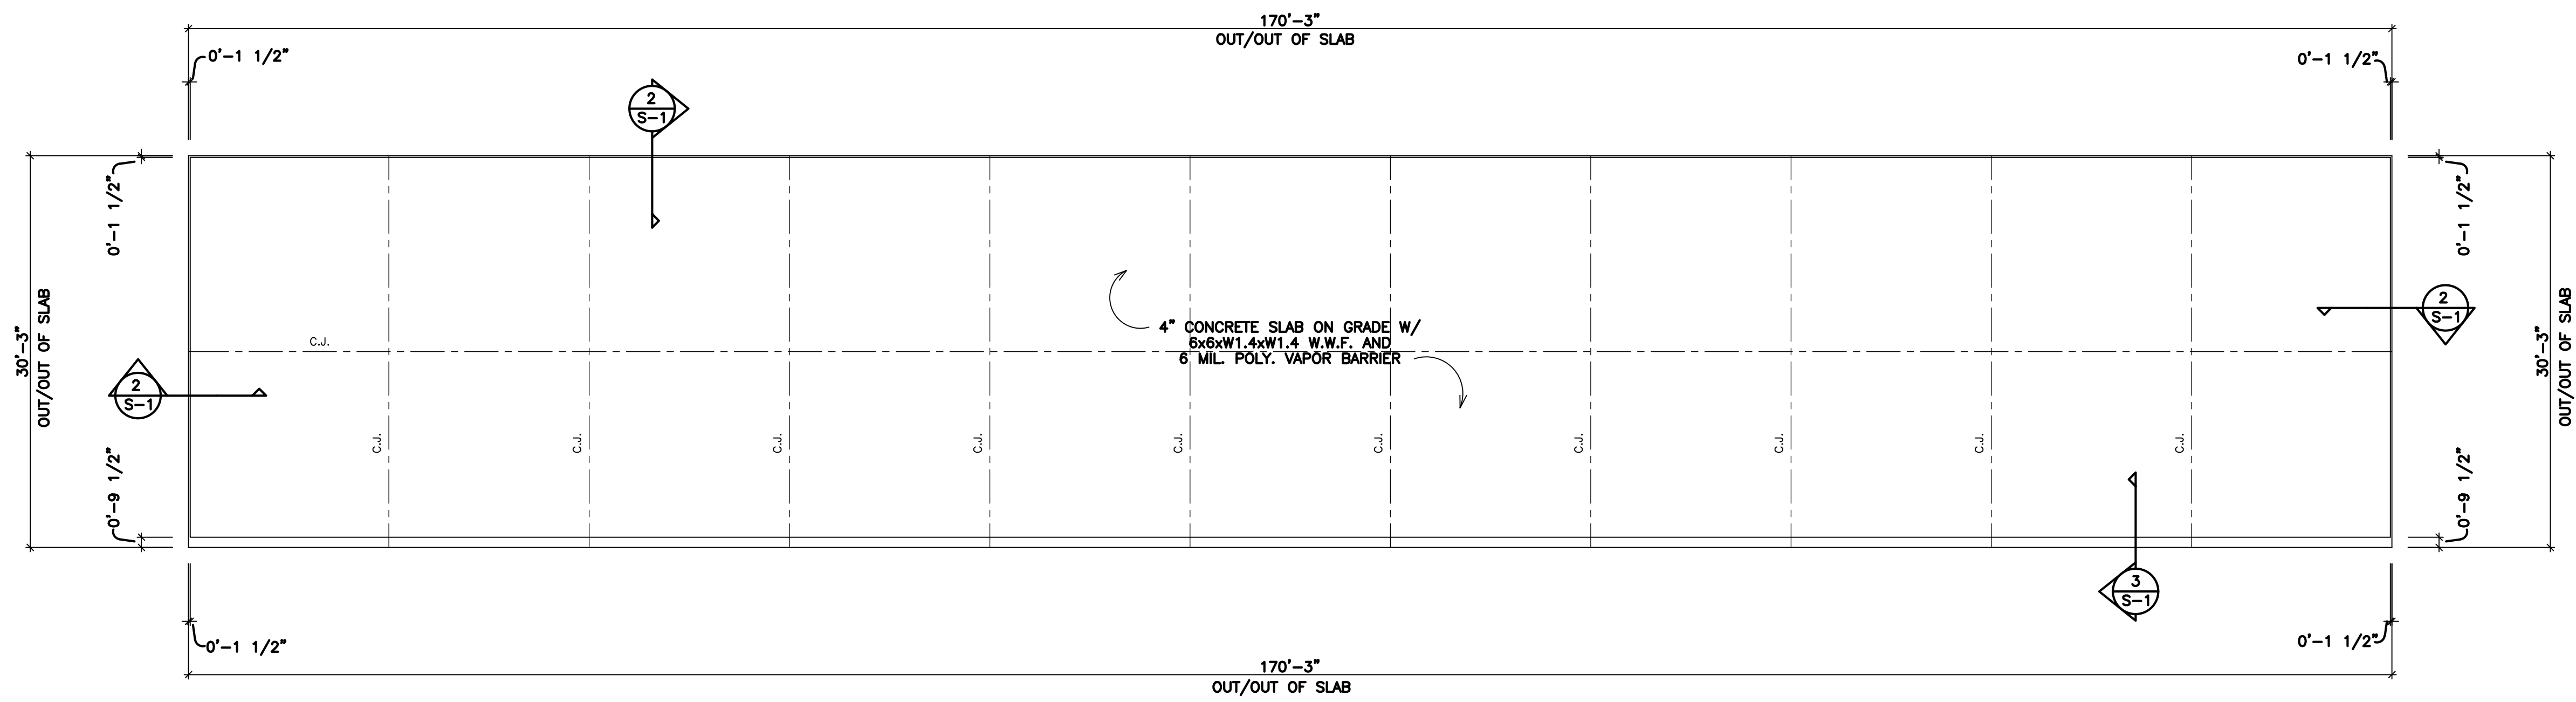 170'-3"
OUT/OUT OF SLAB
0'-1 1/2"
0'-1 1/2"
2
S-1
0'-1 1/2"
0'-1 1/2"
30'-3"
OUT/OUT OF SLAB
C.J.
4" CONCRETE SLAB ON GRADE W/
6x6xW1.4xW1.4 W.W.F. AND
6 MIL. POLY. VAPOR BARRIER
2
S-1
30'-3"
OUT/OUT OF SLAB
2
S-1
0'-9 1/2"
C.J.
C.J.
C.J.
C.J.
C.J.
C.J.
C.J.
C.J.
C.J.
C.J.
0'-9 1/2"
3
S-1
0'-1 1/2"
0'-1 1/2"
170'-3"
OUT/OUT OF SLAB